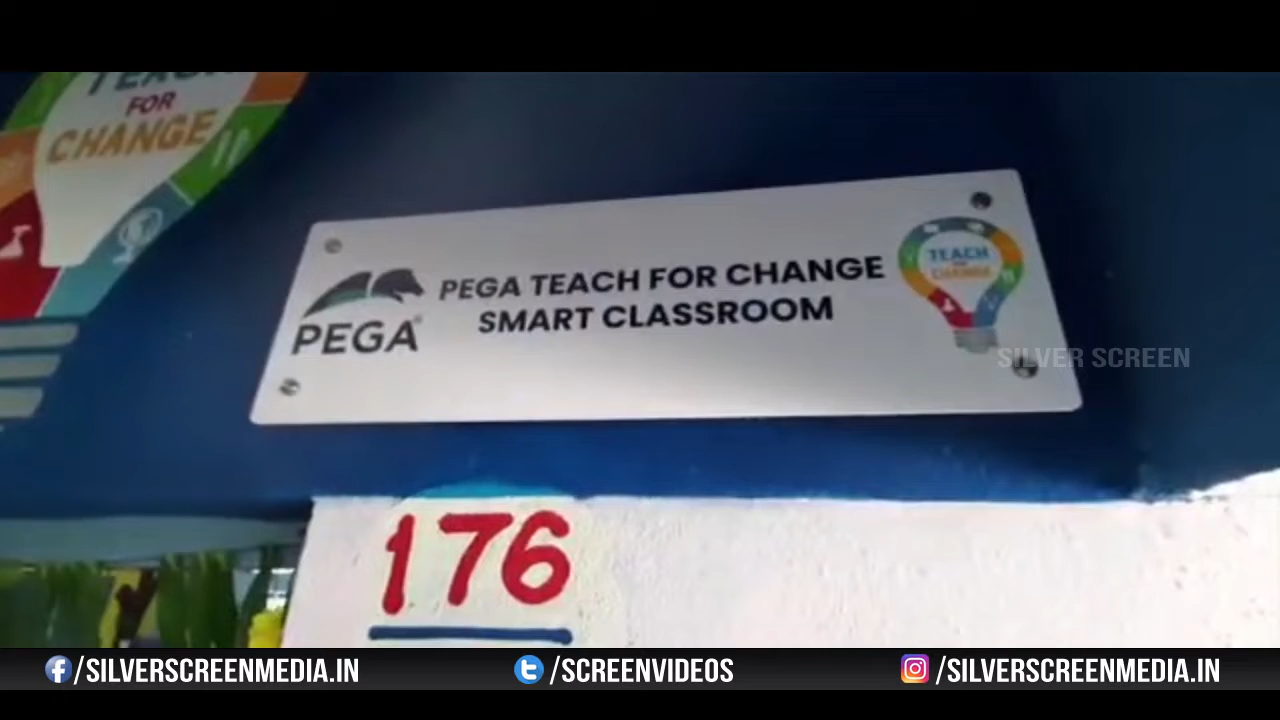 TEACH
FOR
CHANGE
PEGA TEACH FOR CHANGE
SMART CLASSROOM
PEGA
TEACH
FOR
CHANGE
SILVER SCREEN
176
/SILVERSCREENMEDIA.IN
/SCREENVIDEOS
/SILVERSCREENMEDIA.IN